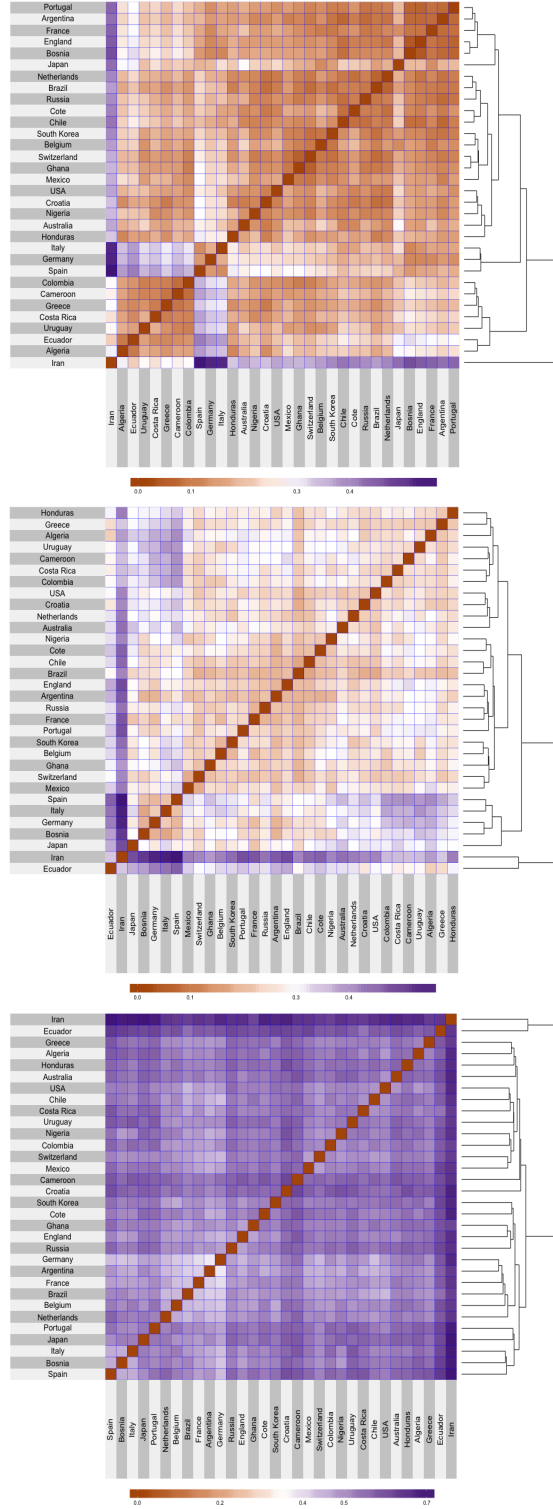 Portugal
Argentina
France
England
Bosnia
Japan
Netherlands
Brazil
Russia
Cote
Chile
South Korea
Belgium
Switzerland
Ghana
Mexico
USA
Croatia
Nigeria
Australia
Honduras
Italy
Germany
Spain
Colombia
Cameroon
Greece
Costa Rica
Uruguay
Ecuador
Algeria
Iran
Iran
Algeria
Ecuador
Uruguay
Costa Rica
Greece
Cameroon
Colombia
Spain
Germany
Italy
Honduras
Australia
Nigeria
Croatia
USA
Mexico
Ghana
Switzerland
Belgium
South Korea
Chile
Cote
Russia
Brazil
Netherlands
Japan
Bosnia
England
France
Argentina
Portugal
0.0 0.1 0.3 0.4
Honduras
Greece
Algeria
Uruguay
Cameroon
Costa Rica
Colombia
USA
Croatia
Netherlands
Australia
Nigeria
Cote
Chile
Brazil
England
Argentina
Russia
France
Portugal
South Korea
Belgium
Ghana
Switzerland
Mexico
Spain
Italy
Germany
Bosnia
Japan
Iran
Ecuador
Ecuador
Iran
Japan
Bosnia
Germany
Italy
Spain
Mexico
Switzerland
Ghana
Belgium
South Korea
Portugal
France
Russia
Argentina
England
Brazil
Chile
Cote
Nigeria
Australia
Netherlands
Croatia
USA
Colombia
Costa Rica
Cameroon
Uruguay
Algeria
Greece
Honduras
0.0 0.1 0.3 0.4
Iran
Ecuador
Greece
Algeria
Honduras
Australia
USA
Chile
Costa Rica
Uruguay
Nigeria
Colombia
Switzerland
Mexico
Cameroon
Croatia
South Korea
Cote
Ghana
England
Russia
Germany
Argentina
France
Brazil
Belgium
Netherlands
Portugal
Japan
Italy
Bosnia
Spain
Spain
Bosnia
Italy
Japan
Portugal
Netherlands
Belgium
Brazil
France
Argentina
Germany
Russia
England
Ghana
Cote
South Korea
Croatia
Cameroon
Mexico
Switzerland
Colombia
Nigeria
Uruguay
Costa Rica
Chile
USA
Australia
Honduras
Algeria
Greece
Ecuador
Iran
0.0 0.2 0.4 0.5 0.7